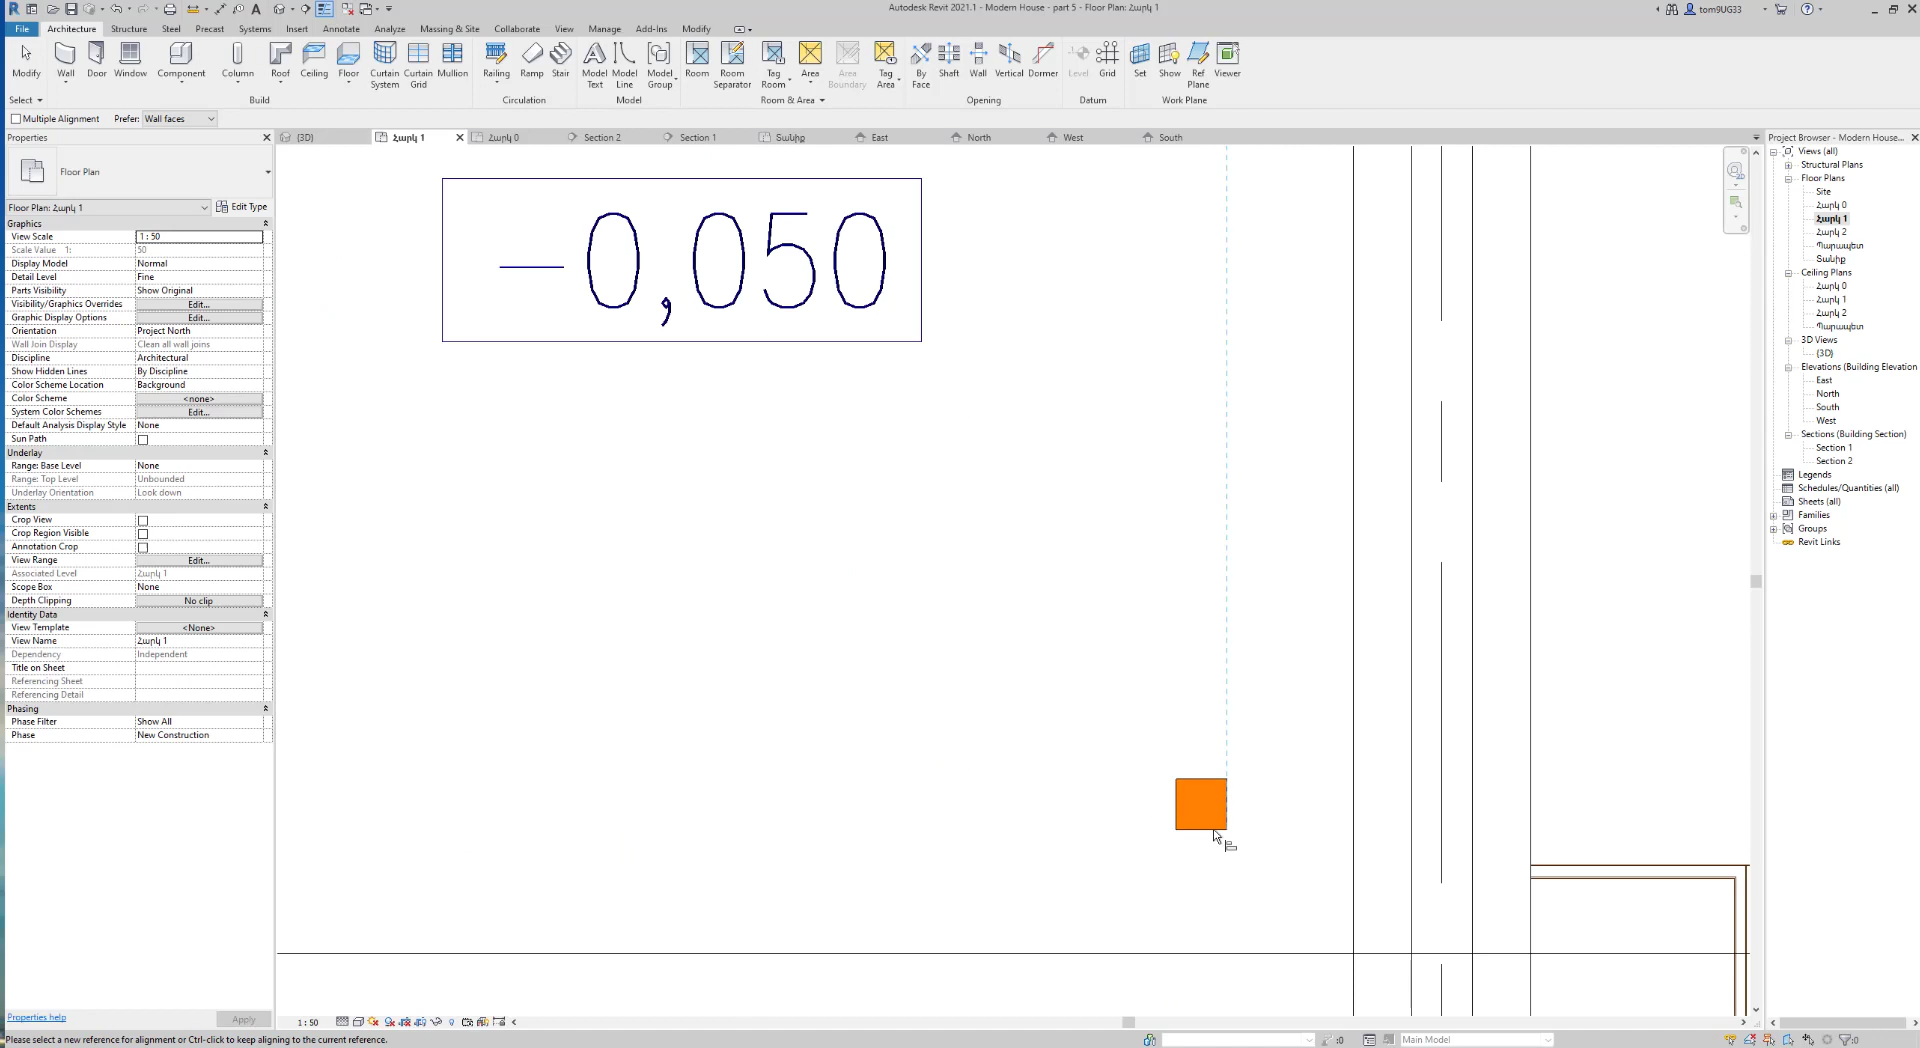 Autodesk Revit 2021.1 - Modern House - part 5 - Floor Plan: Հարկ 1
tom9UG33
File Architecture Structure Steel Precast Systems Insert Annotate Analyze Massing & Site Collaborate View Manage Add-Ins Modify
Modify Wall Door Window Component Column Roof Ceiling Floor Curtain System Curtain Grid Mullion Railing Ramp Stair Model Text Model Line Model Group Room Room Separator Tag Room Area Area Boundary Tag Area By Face Shaft Wall Vertical Dormer Level Grid Set Show Ref Plane Viewer
Select Build Circulation Model Room & Area Opening Datum Work Plane
Multiple Alignment Prefer: Wall faces
Properties
{3D} Հարկ 1 Հարկ 0 Section 2 Section 1 Տանիք East North West South
Project Browser - Modern House...
Floor Plan
Floor Plan: Հարկ 1 Edit Type
Graphics
View Scale 1 : 50
Scale Value 1: 50
Display Model Normal
Detail Level Fine
Parts Visibility Show Original
Visibility/Graphics Overrides Edit...
Graphic Display Options Edit...
Orientation Project North
Wall Join Display Clean all wall joins
Discipline Architectural
Show Hidden Lines By Discipline
Color Scheme Location Background
Color Scheme <none>
System Color Schemes Edit...
Default Analysis Display Style None
Sun Path
Underlay
Range: Base Level None
Range: Top Level Unbounded
Underlay Orientation Look down
Extents
Crop View
Crop Region Visible
Annotation Crop
View Range Edit...
Associated Level Հարկ 1
Scope Box None
Depth Clipping No clip
Identity Data
View Template <None>
View Name Հարկ 1
Dependency Independent
Title on Sheet
Referencing Sheet
Referencing Detail
Phasing
Phase Filter Show All
Phase New Construction
Properties help Apply
—0,050
Views (all)
Structural Plans
Floor Plans
Site
Հարկ 0
Հարկ 1
Հարկ 2
Պարապետ
Տանիք
Ceiling Plans
Հարկ 0
Հարկ 1
Հարկ 2
Պարապետ
3D Views
{3D}
Elevations (Building Elevation
East
North
South
West
Sections (Building Section)
Section 1
Section 2
Legends
Schedules/Quantities (all)
Sheets (all)
Families
Groups
Revit Links
1 : 50
Please select a new reference for alignment or Ctrl-click to keep aligning to the current reference.
:0 Main Model :0